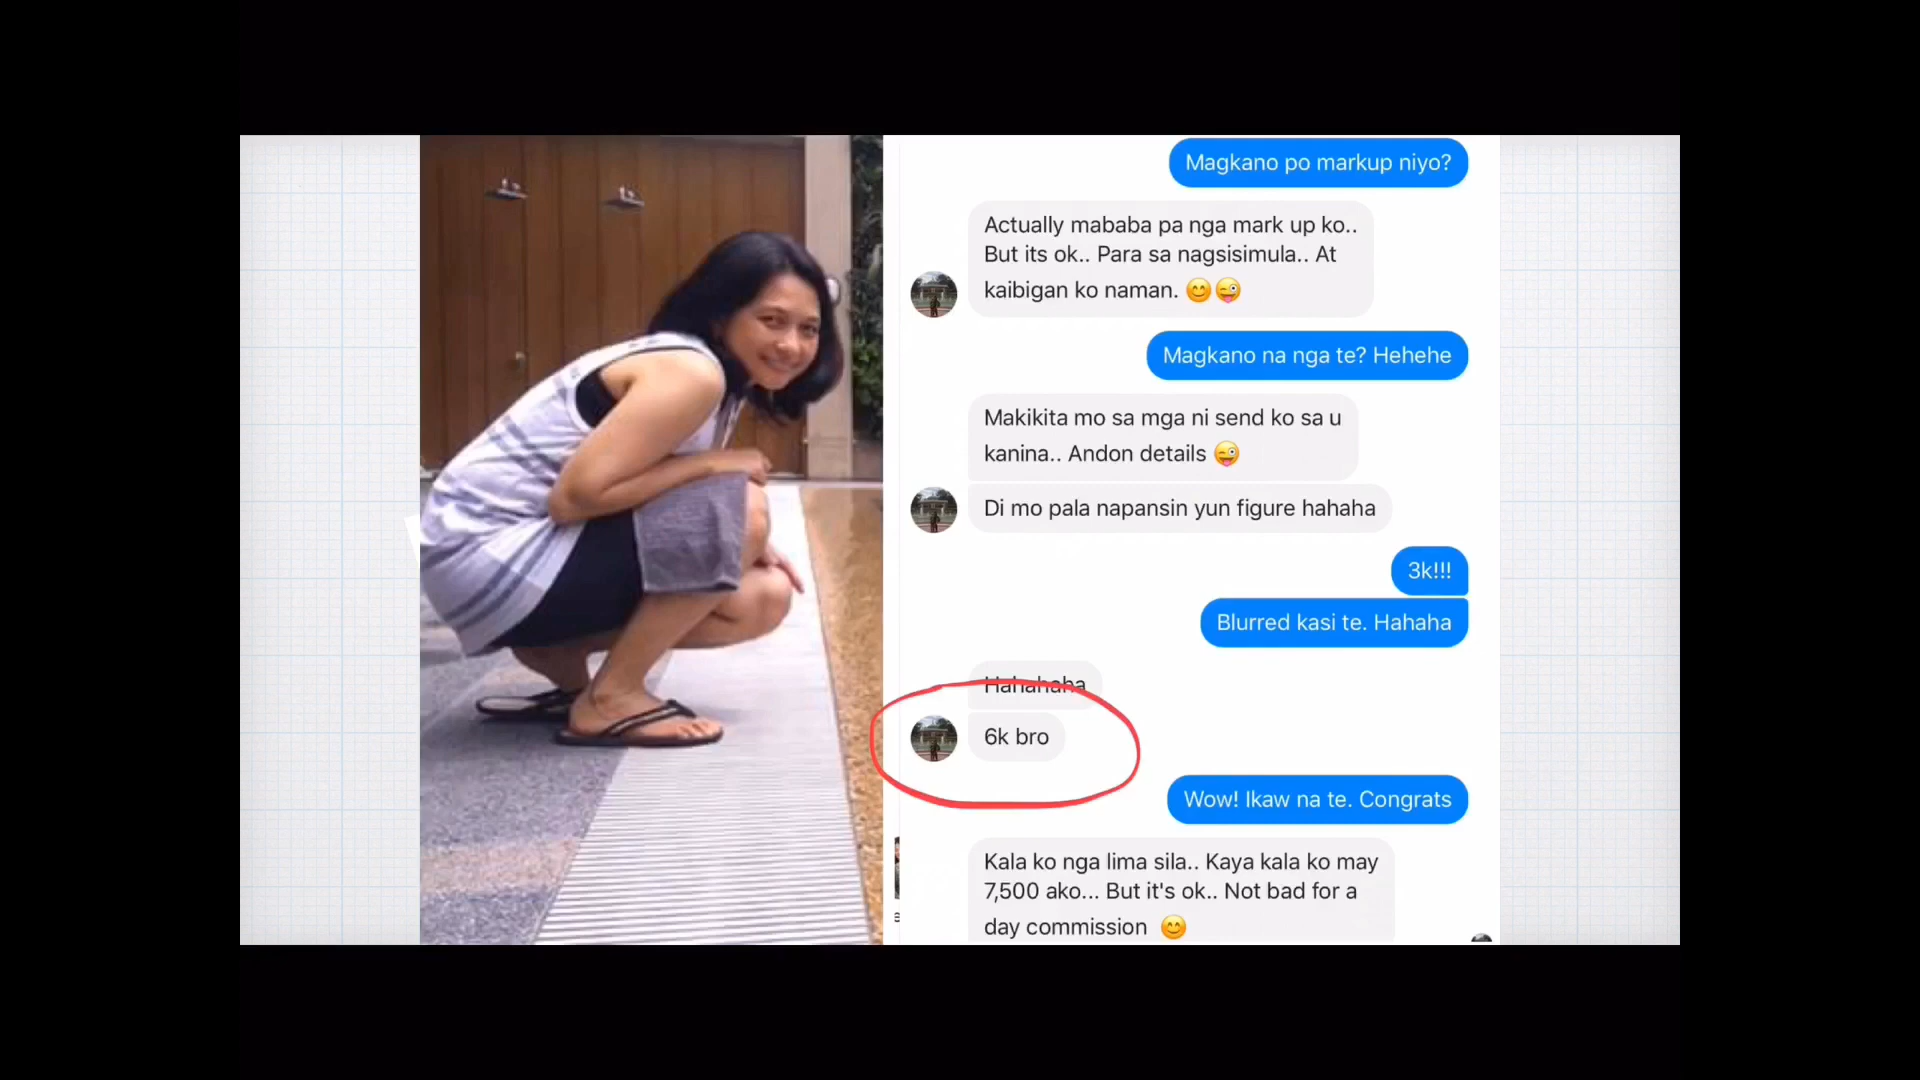 Magkano po markup niyo?
Actually mababa pa nga mark up ko..
But its ok.. Para sa nagsisimula.. At
kaibigan ko naman. 😊😜
Magkano na nga te? Hehehe
Makikita mo sa mga ni send ko sa u
kanina.. Andon details 😜
Di mo pala napansin yun figure hahaha
3k!!!
Blurred kasi te. Hahaha
Hahahaha
6k bro
Wow! Ikaw na te. Congrats
Kala ko nga lima sila.. Kaya kala ko may
7,500 ako... But it's ok.. Not bad for a
day commission 😊